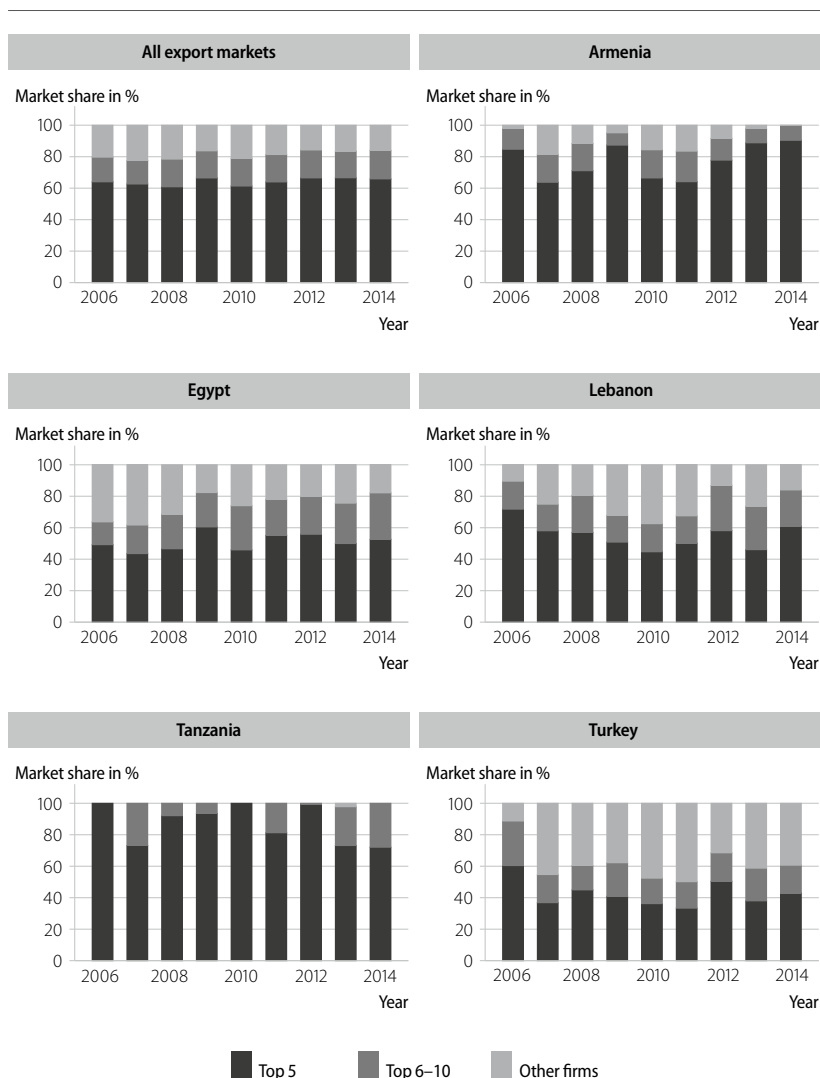 All export markets
Market share in %
100
80
60
40
20
0
2006 2008 2010 2012 2014
Year
Armenia
Market share in %
100
80
60
40
20
0
2006 2008 2010 2012 2014
Year
Egypt
Market share in %
100
80
60
40
20
0
2006 2008 2010 2012 2014
Year
Lebanon
Market share in %
100
80
60
40
20
0
2006 2008 2010 2012 2014
Year
Tanzania
Market share in %
100
80
60
40
20
0
2006 2008 2010 2012 2014
Year
Turkey
Market share in %
100
80
60
40
20
0
2006 2008 2010 2012 2014
Year
Top 5 Top 6–10 Other firms